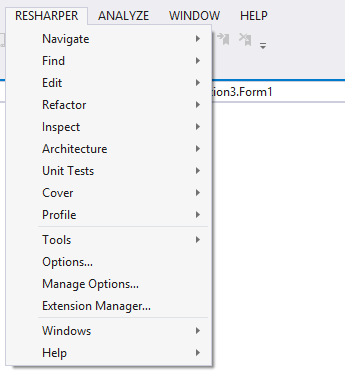 RESHARPER ANALYZE WINDOW HELP
Navigate
Find
tion3.Form1
Edit
Refactor
Inspect
Architecture
Unit Tests
Cover
Profile
Tools
Options...
Manage Options...
Extension Manager...
Windows
Help